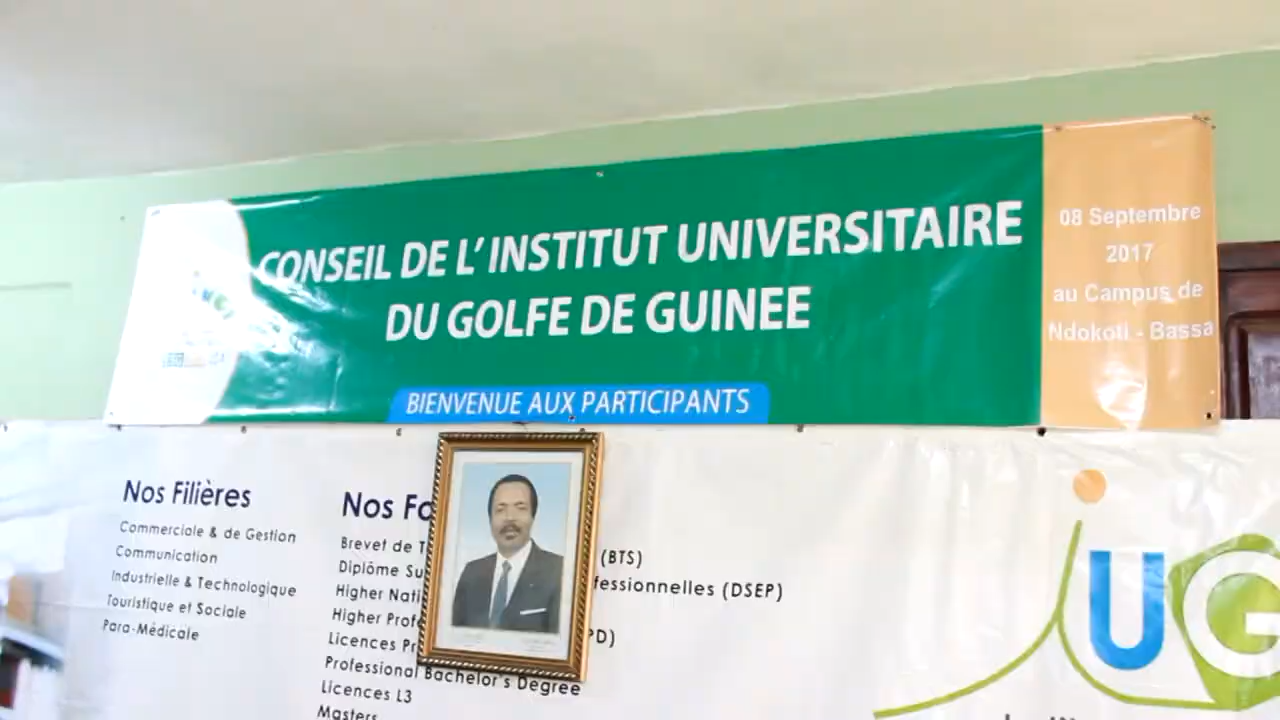 CONSEIL DE L'INSTITUT UNIVERSITAIRE
DU GOLFE DE GUINEE
BIENVENUE AUX PARTICIPANTS
08 Septembre
2017
au Campus de
Ndokoti - Bassa
Nos Filières
Commerciale & de Gestion
Communication
Industrielle & Technologique
Touristique et Sociale
Para-Médicale
Nos Fo
Brevet de T (BTS)
Diplôme Su fessionnelles (DSEP)
Higher Nati
Higher Profe PD)
Licences Pr
Professional Bachelor's Degree
Licences L3
Masters
UG